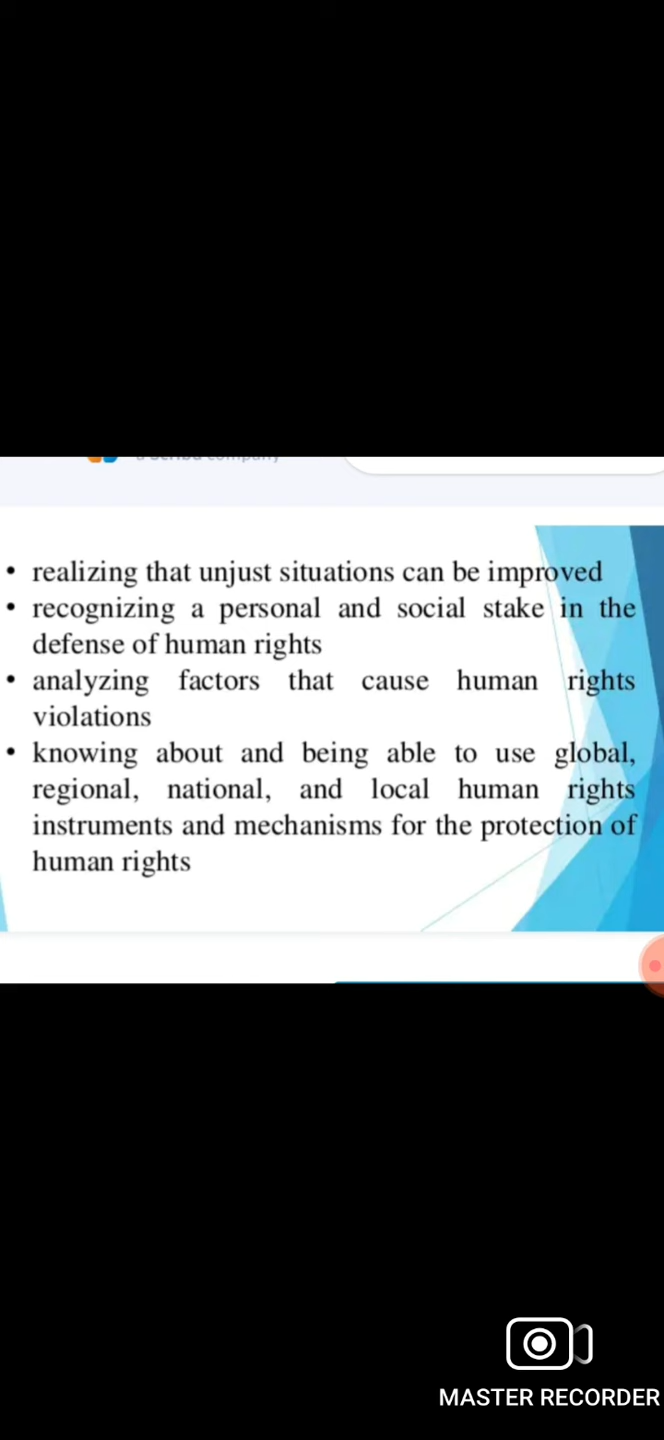 • realizing that unjust situations can be improved
• recognizing a personal and social stake in the
defense of human rights
• analyzing factors that cause human rights
violations
• knowing about and being able to use global,
regional, national, and local human rights
instruments and mechanisms for the protection of
human rights
MASTER RECORDER